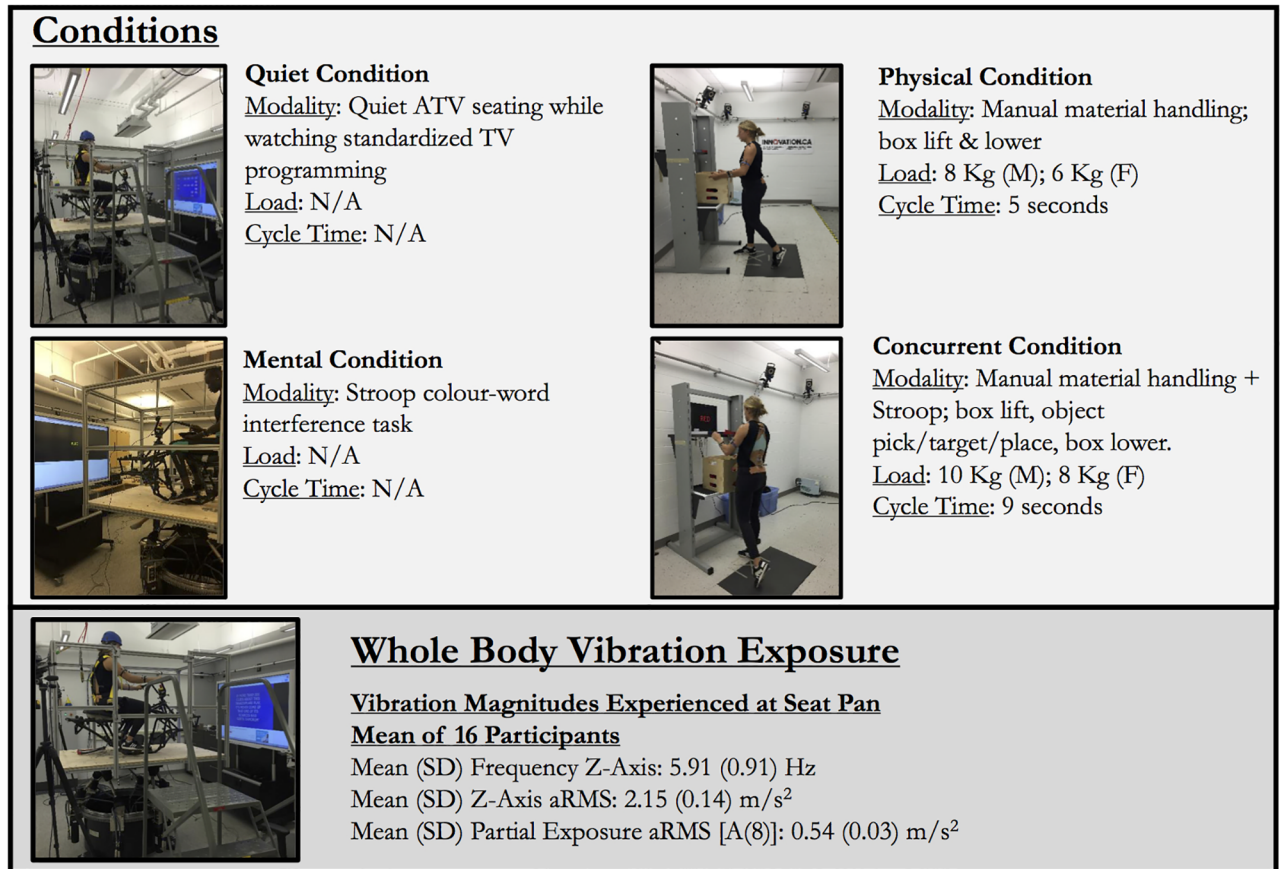 Conditions
Quiet Condition
Modality: Quiet ATV seating while
watching standardized TV
programming
Load: N/A
Cycle Time: N/A
Physical Condition
Modality: Manual material handling;
box lift & lower
Load: 8 Kg (M); 6 Kg (F)
Cycle Time: 5 seconds
INNOVATION.CA
Mental Condition
Modality: Stroop colour-word
interference task
Load: N/A
Cycle Time: N/A
Concurrent Condition
Modality: Manual material handling +
Stroop; box lift, object
pick/target/place, box lower.
Load: 10 Kg (M); 8 Kg (F)
Cycle Time: 9 seconds
RED
Whole Body Vibration Exposure
Vibration Magnitudes Experienced at Seat Pan
Mean of 16 Participants
Mean (SD) Frequency Z-Axis: 5.91 (0.91) Hz
Mean (SD) Z-Axis aRMS: 2.15 (0.14) m/s²
Mean (SD) Partial Exposure aRMS [A(8)]: 0.54 (0.03) m/s²